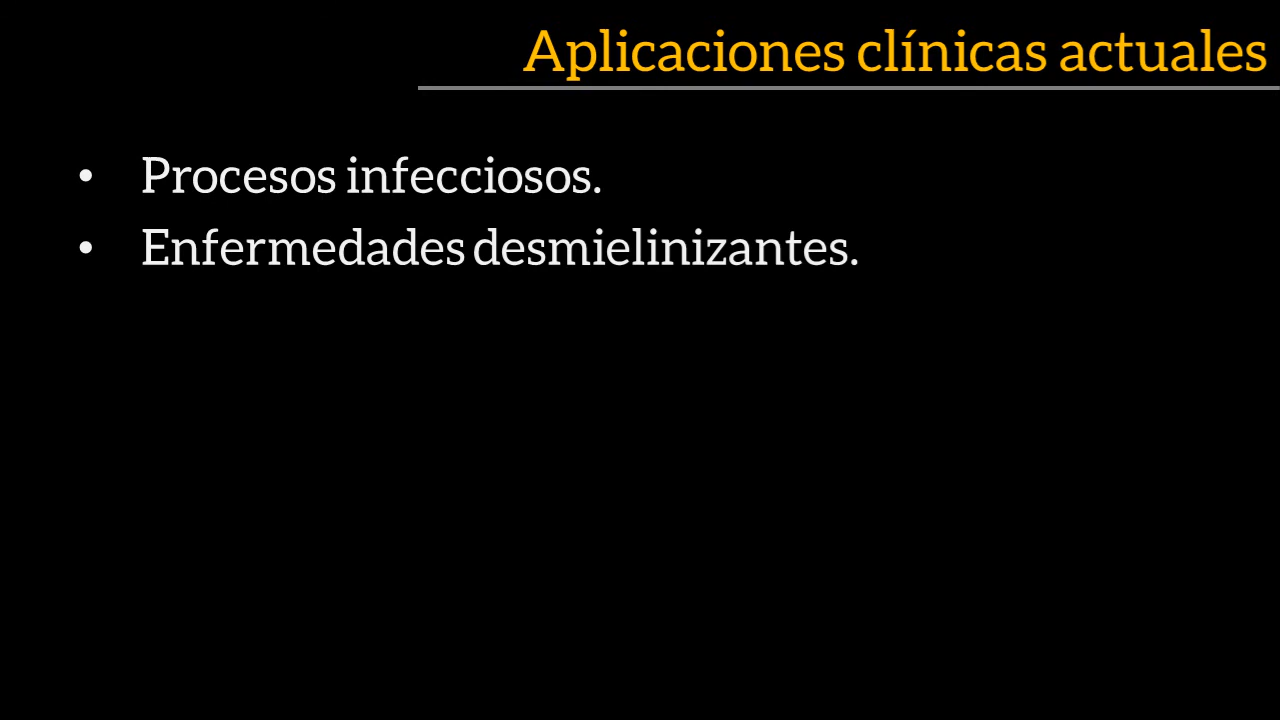 Aplicaciones clínicas actuales
• Procesos infecciosos.
• Enfermedades desmielinizantes.